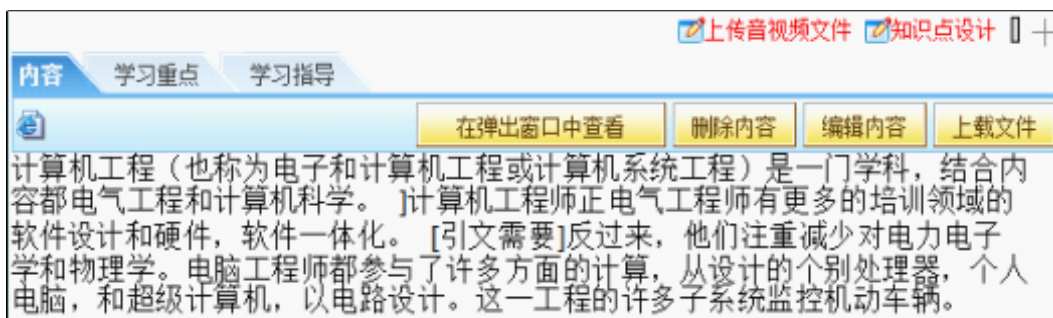 上传音视频文件 知识点设计
内容 学习重点 学习指导
在弹出窗口中查看 删除内容 编辑内容 上载文件
计算机工程（也称为电子和计算机工程或计算机系统工程）是一门学科，结合内
容都电气工程和计算机科学。 ]计算机工程师正电气工程师有更多的培训领域的
软件设计和硬件，软件一体化。 [引文需要]反过来，他们注重减少对电力电子
学和物理学。电脑工程师都参与了许多方面的计算，从设计的个别处理器，个人
电脑，和超级计算机，以电路设计。这一工程的许多子系统监控机动车辆。